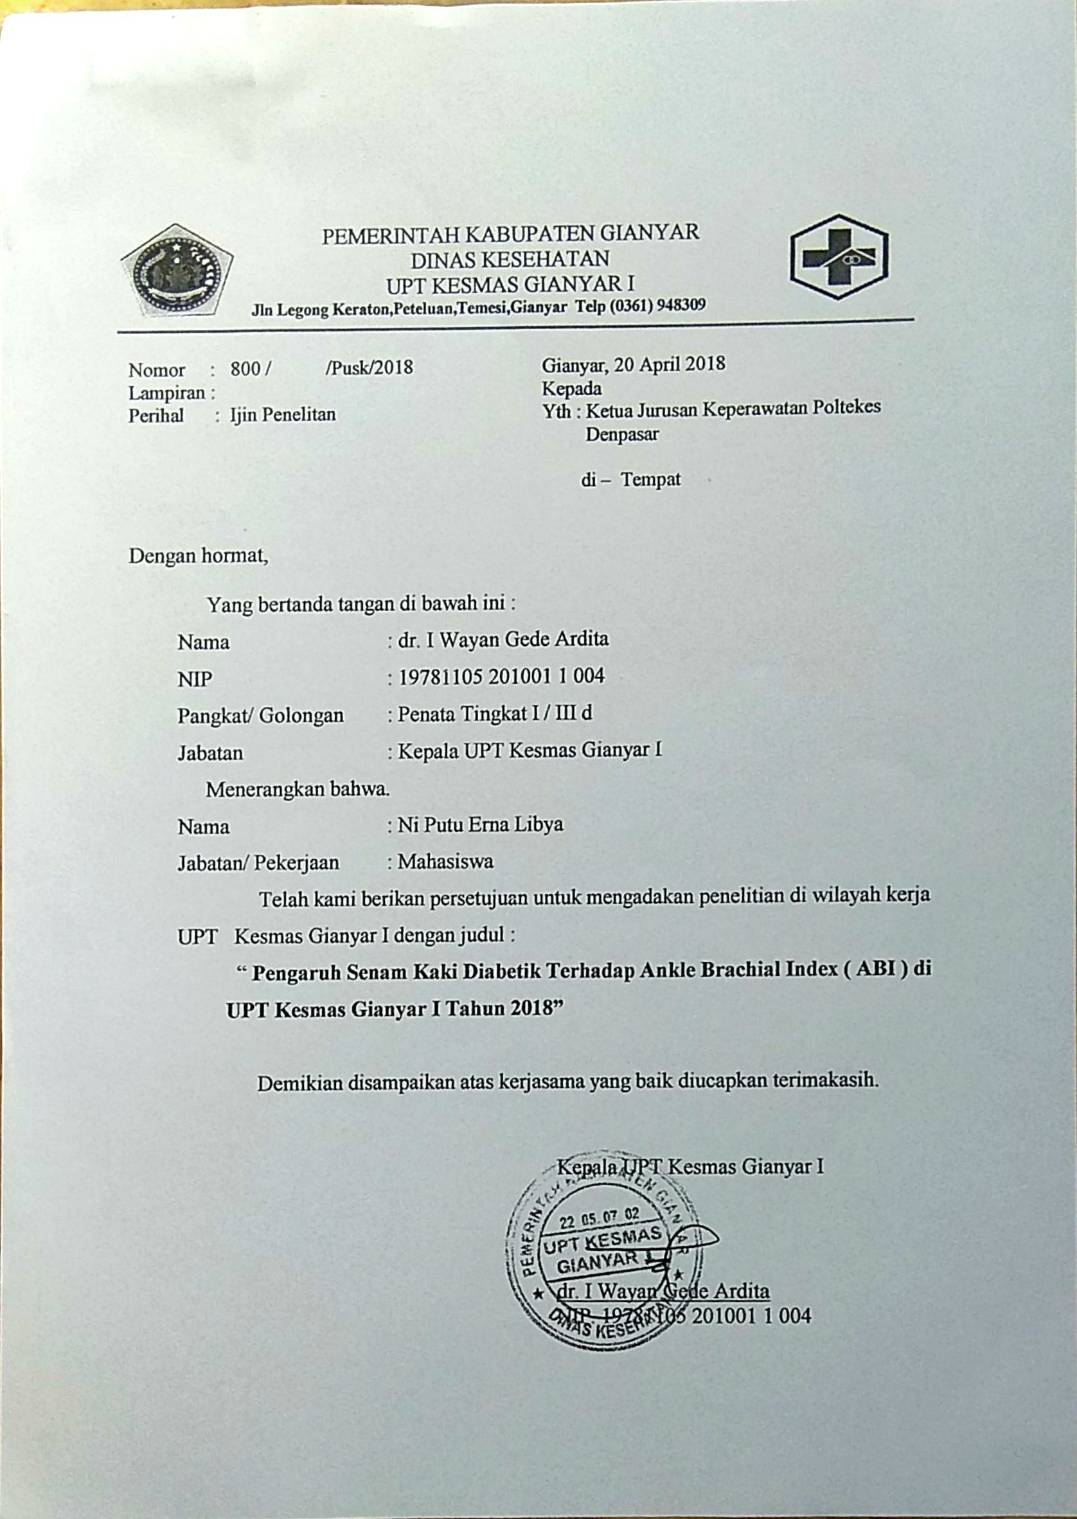 PEMERINTAH KABUPATEN GIANYAR
DINAS KESEHATAN
UPT KESMAS GIANYAR I
Jln Legong Keraton,Peteluan,Temesi,Gianyar Telp (0361) 948309
Nomor : 800 / /Pusk/2018
Lampiran :
Perihal : Ijin Penelitan
Gianyar, 20 April 2018
Kepada
Yth : Ketua Jurusan Keperawatan Poltekes
Denpasar
di – Tempat
Dengan hormat,
Yang bertanda tangan di bawah ini :
Nama : dr. I Wayan Gede Ardita
NIP : 19781105 201001 1 004
Pangkat/ Golongan : Penata Tingkat I / III d
Jabatan : Kepala UPT Kesmas Gianyar I
Menerangkan bahwa.
Nama : Ni Putu Erna Libya
Jabatan/ Pekerjaan : Mahasiswa
Telah kami berikan persetujuan untuk mengadakan penelitian di wilayah kerja
UPT Kesmas Gianyar I dengan judul :
“ Pengaruh Senam Kaki Diabetik Terhadap Ankle Brachial Index ( ABI ) di
UPT Kesmas Gianyar I Tahun 2018”
Demikian disampaikan atas kerjasama yang baik diucapkan terimakasih.
Kepala UPT Kesmas Gianyar I
PEMERINTAH KABUPATEN GIANYAR
22 05 07 02
UPT KESMAS
GIANYAR I
DINAS KESEHATAN
dr. I Wayan Gede Ardita
NIP 19781105 201001 1 004